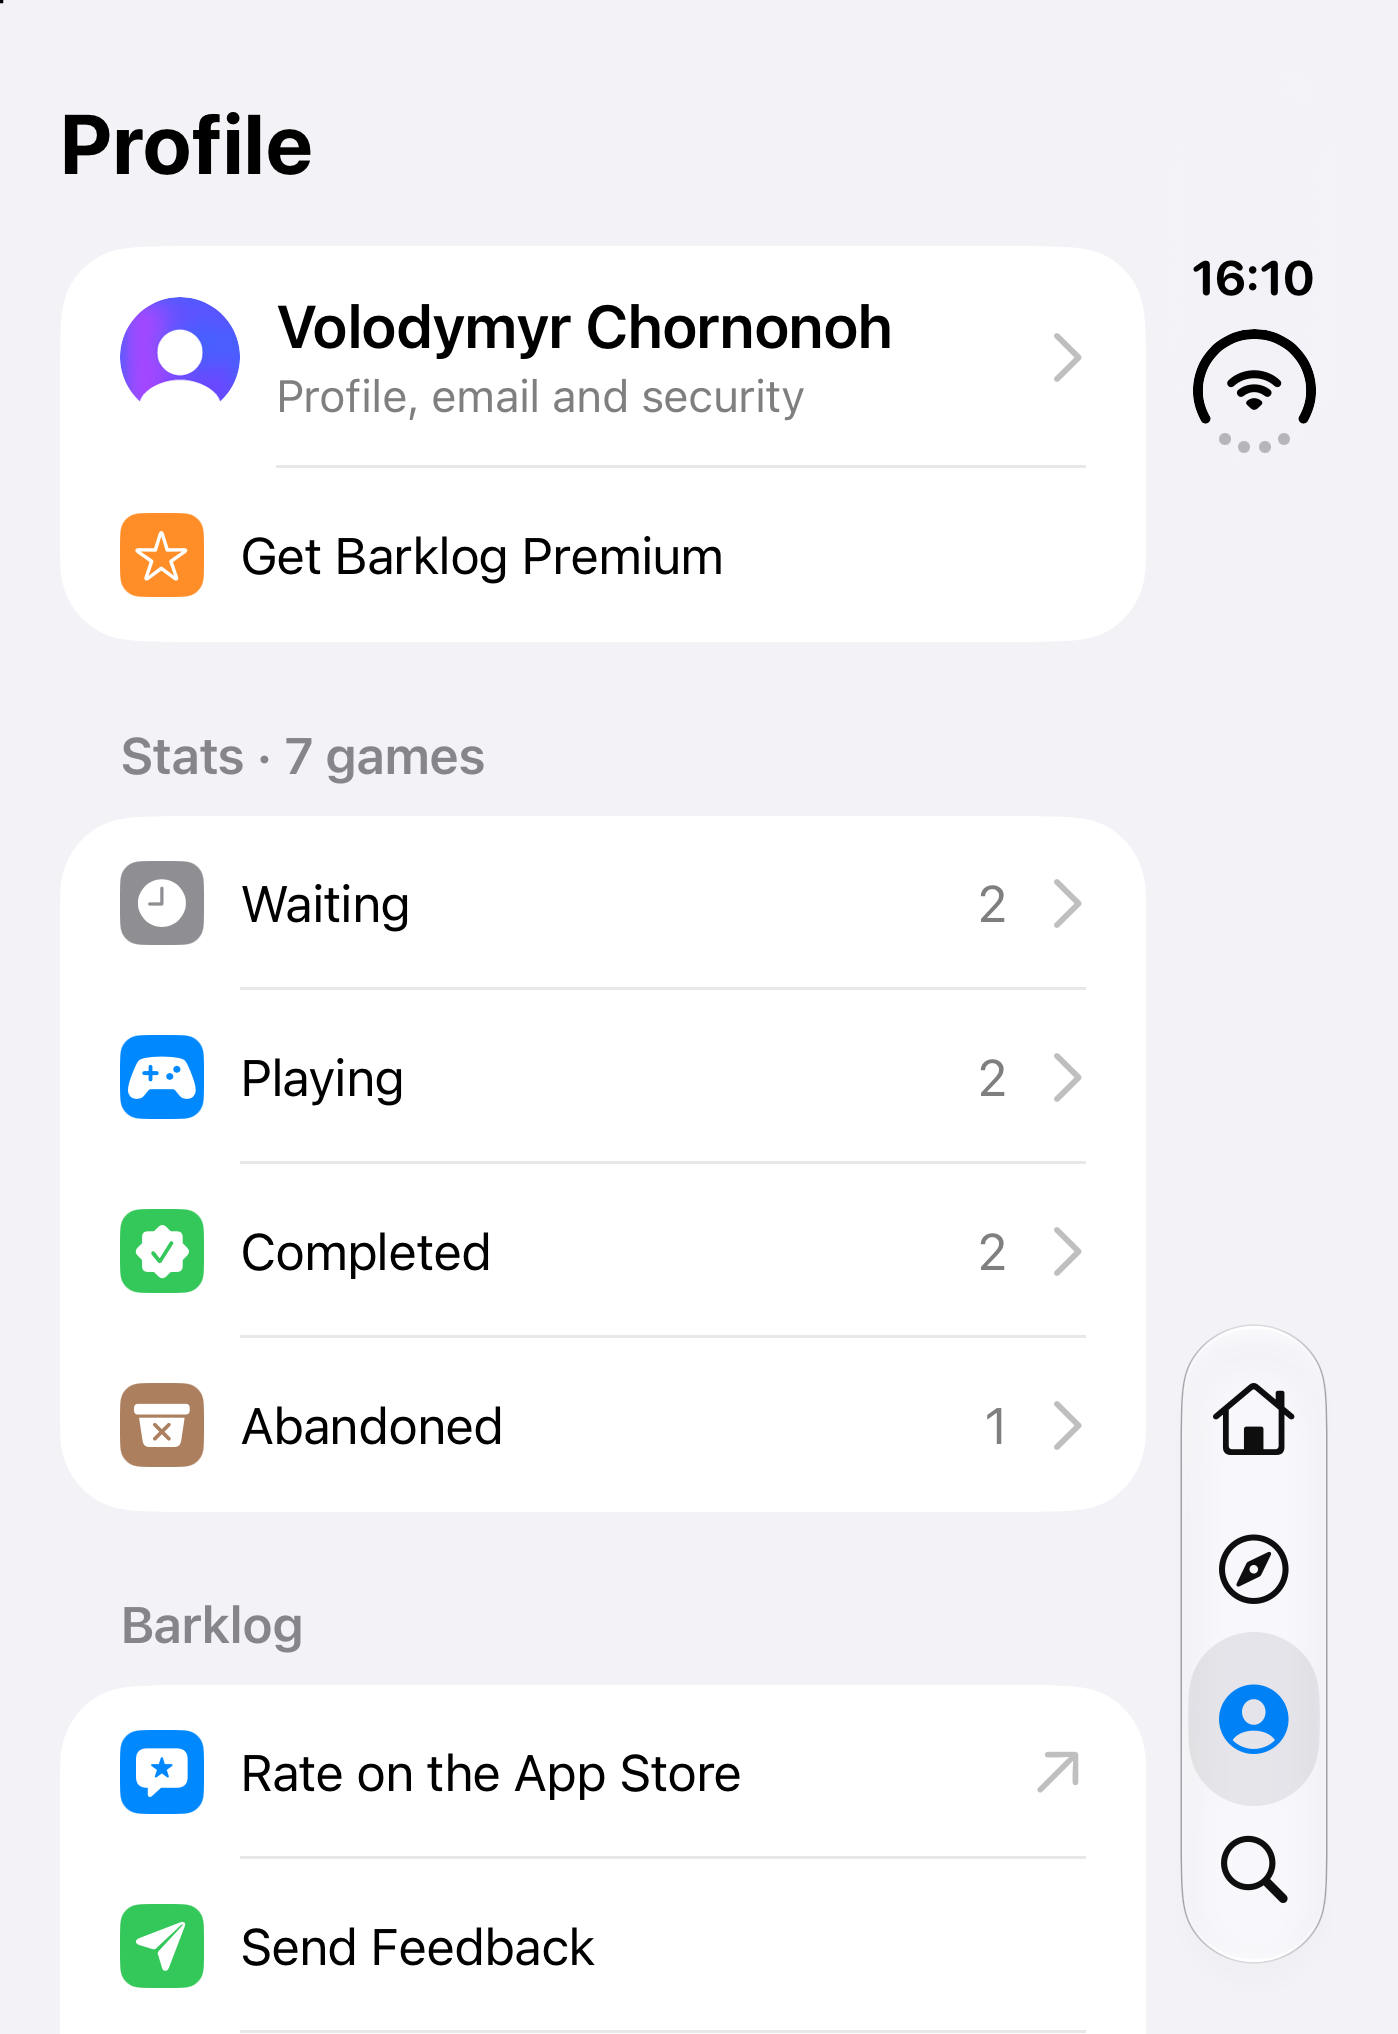 Profile
16:10
Volodymyr Chornonoh
Profile, email and security
Get Barklog Premium
Stats · 7 games
Waiting 2
Playing 2
Completed 2
Abandoned 1
Barklog
Rate on the App Store
Send Feedback